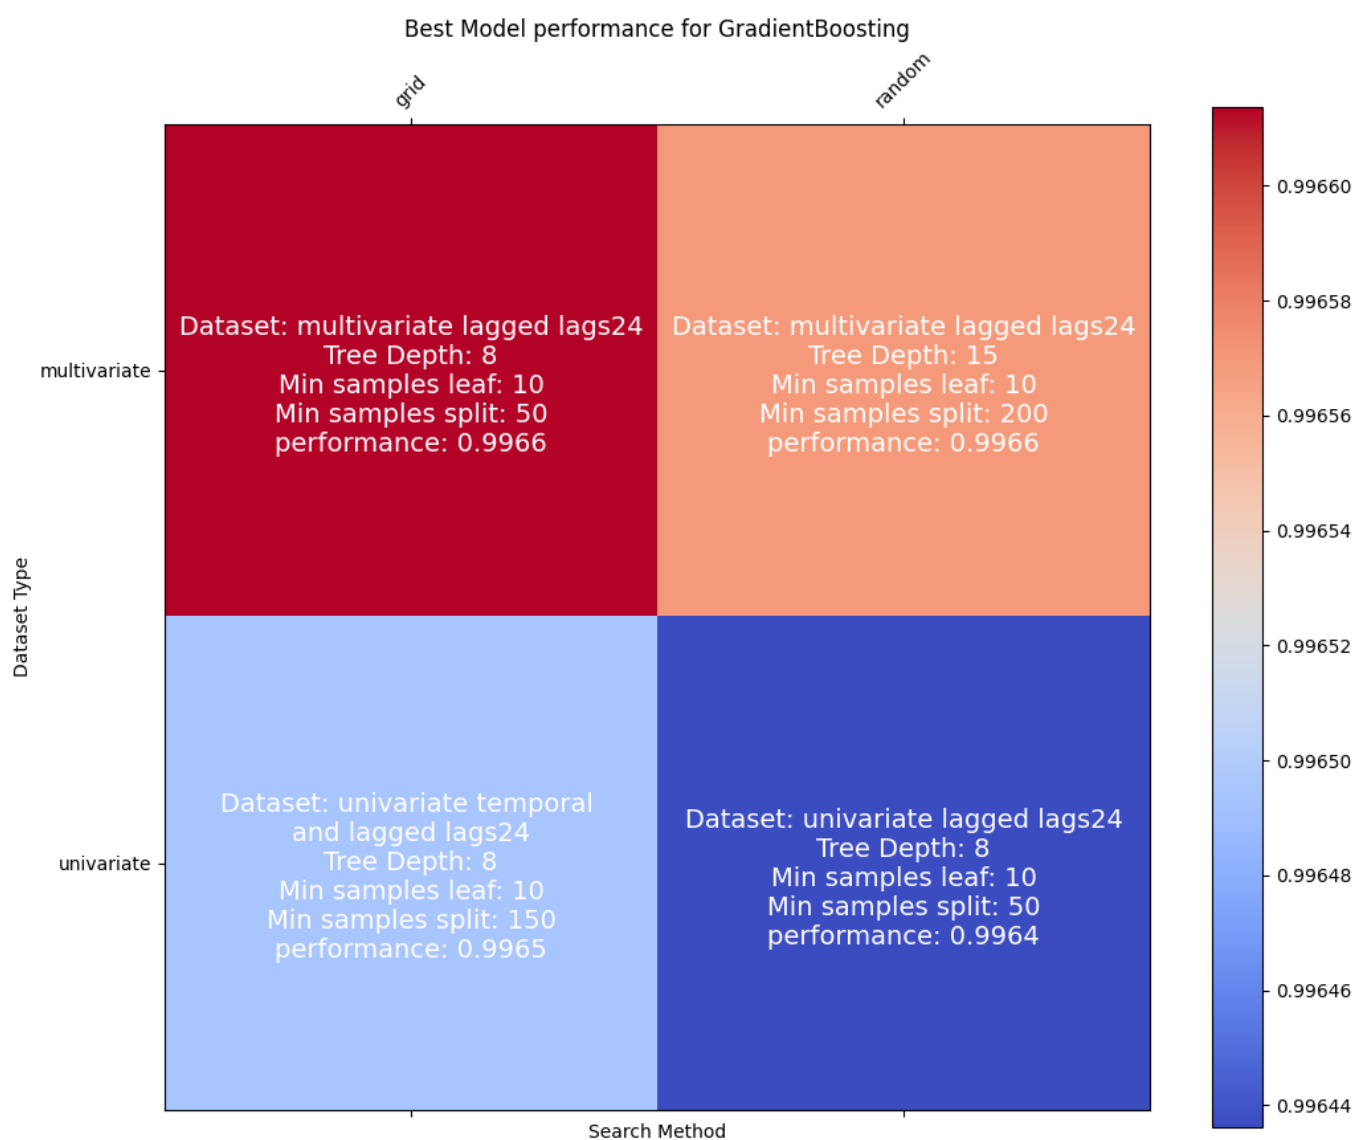 Best Model performance for GradientBoosting
grid
random
Dataset: multivariate lagged lags24
Tree Depth: 8
Min samples leaf: 10
Min samples split: 50
performance: 0.9966
Dataset: multivariate lagged lags24
Tree Depth: 15
Min samples leaf: 10
Min samples split: 200
performance: 0.9966
multivariate
Dataset Type
univariate
Dataset: univariate temporal
and lagged lags24
Tree Depth: 8
Min samples leaf: 10
Min samples split: 150
performance: 0.9965
Dataset: univariate lagged lags24
Tree Depth: 8
Min samples leaf: 10
Min samples split: 50
performance: 0.9964
Search Method
0.99660
0.99658
0.99656
0.99654
0.99652
0.99650
0.99648
0.99646
0.99644